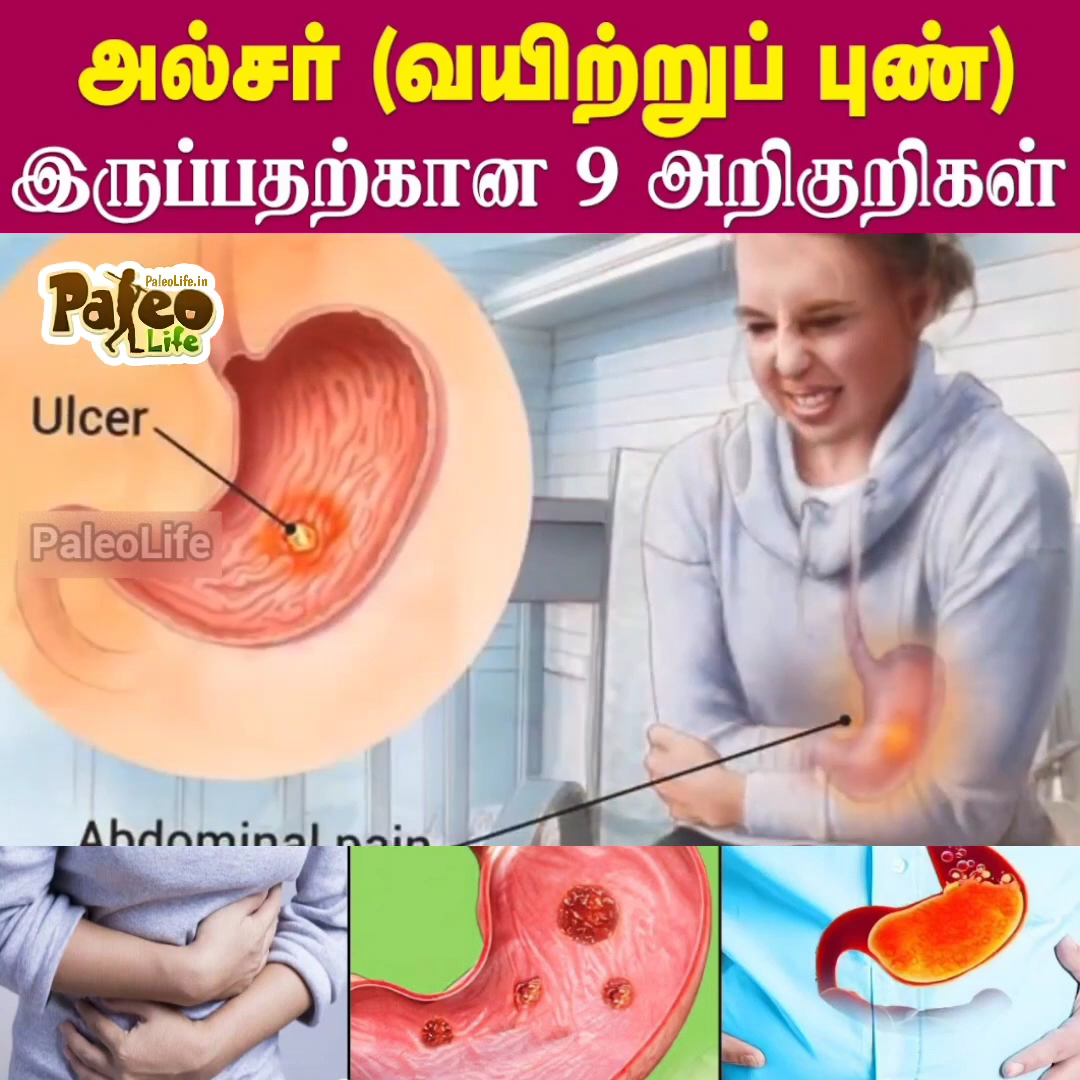 அல்சர் (வயிற்றுப் புண்)
இருப்பதற்கான 9 அறிகுறிகள்
PaleoLife.in
Paleo
Life
Ulcer
PaleoLife
Abdominal pain